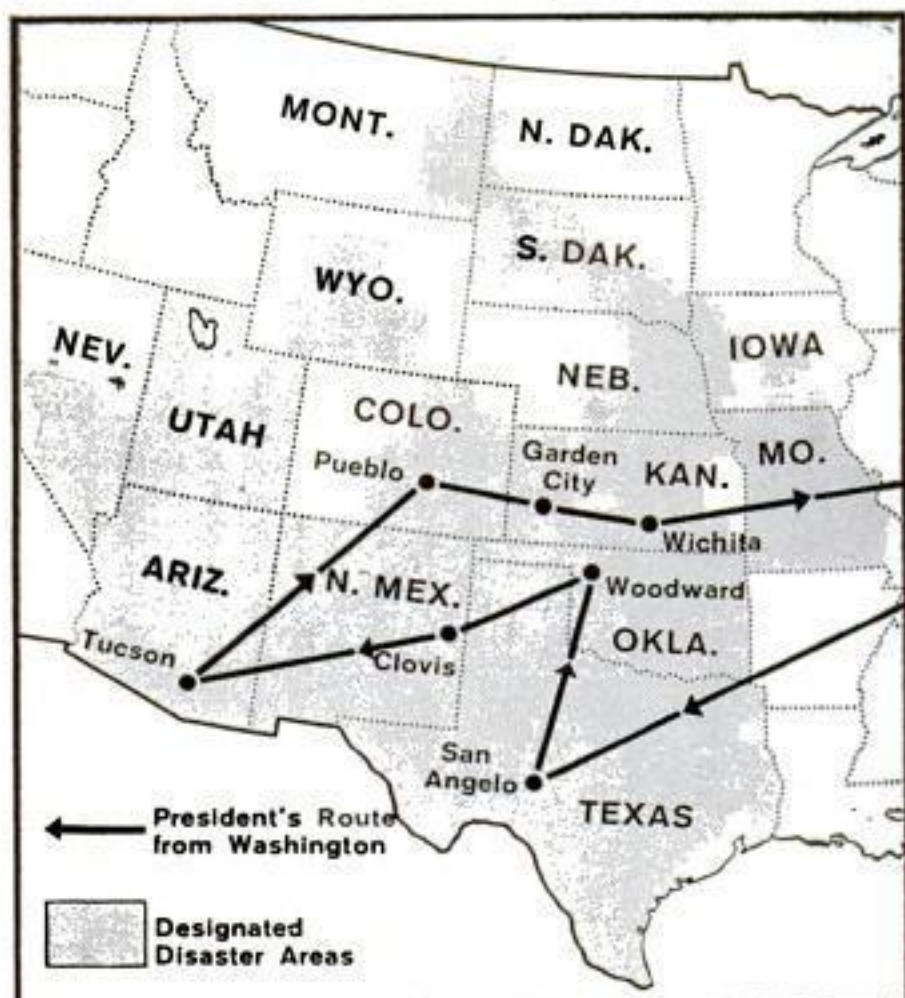 MONT.
N. DAK.
S. DAK.
WYO.
NEV.
IOWA
NEB.
UTAH
COLO.
Pueblo
Garden
City
KAN.
MO.
Wichita
ARIZ.
N. MEX.
Woodward
Tucson
Clovis
OKLA.
San
Angelo
TEXAS
President's Route
from Washington
Designated
Disaster Areas